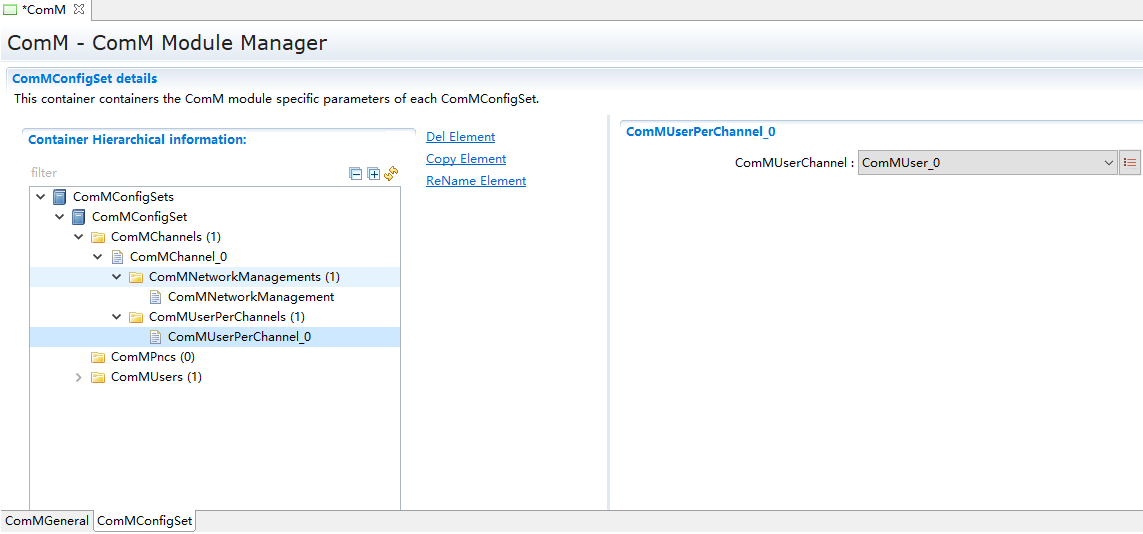 *ComM
ComM - ComM Module Manager
ComMConfigSet details
This container containers the ComM module specific parameters of each ComMConfigSet.
Container Hierarchical information:
filter
ComMConfigSets
ComMConfigSet
ComMChannels (1)
ComMChannel_0
ComMNetworkManagements (1)
ComMNetworkManagement
ComMUserPerChannels (1)
ComMUserPerChannel_0
ComMPncs (0)
ComMUsers (1)
Del Element
Copy Element
ReName Element
ComMUserPerChannel_0
ComMUserChannel : ComMUser_0
ComMGeneral ComMConfigSet